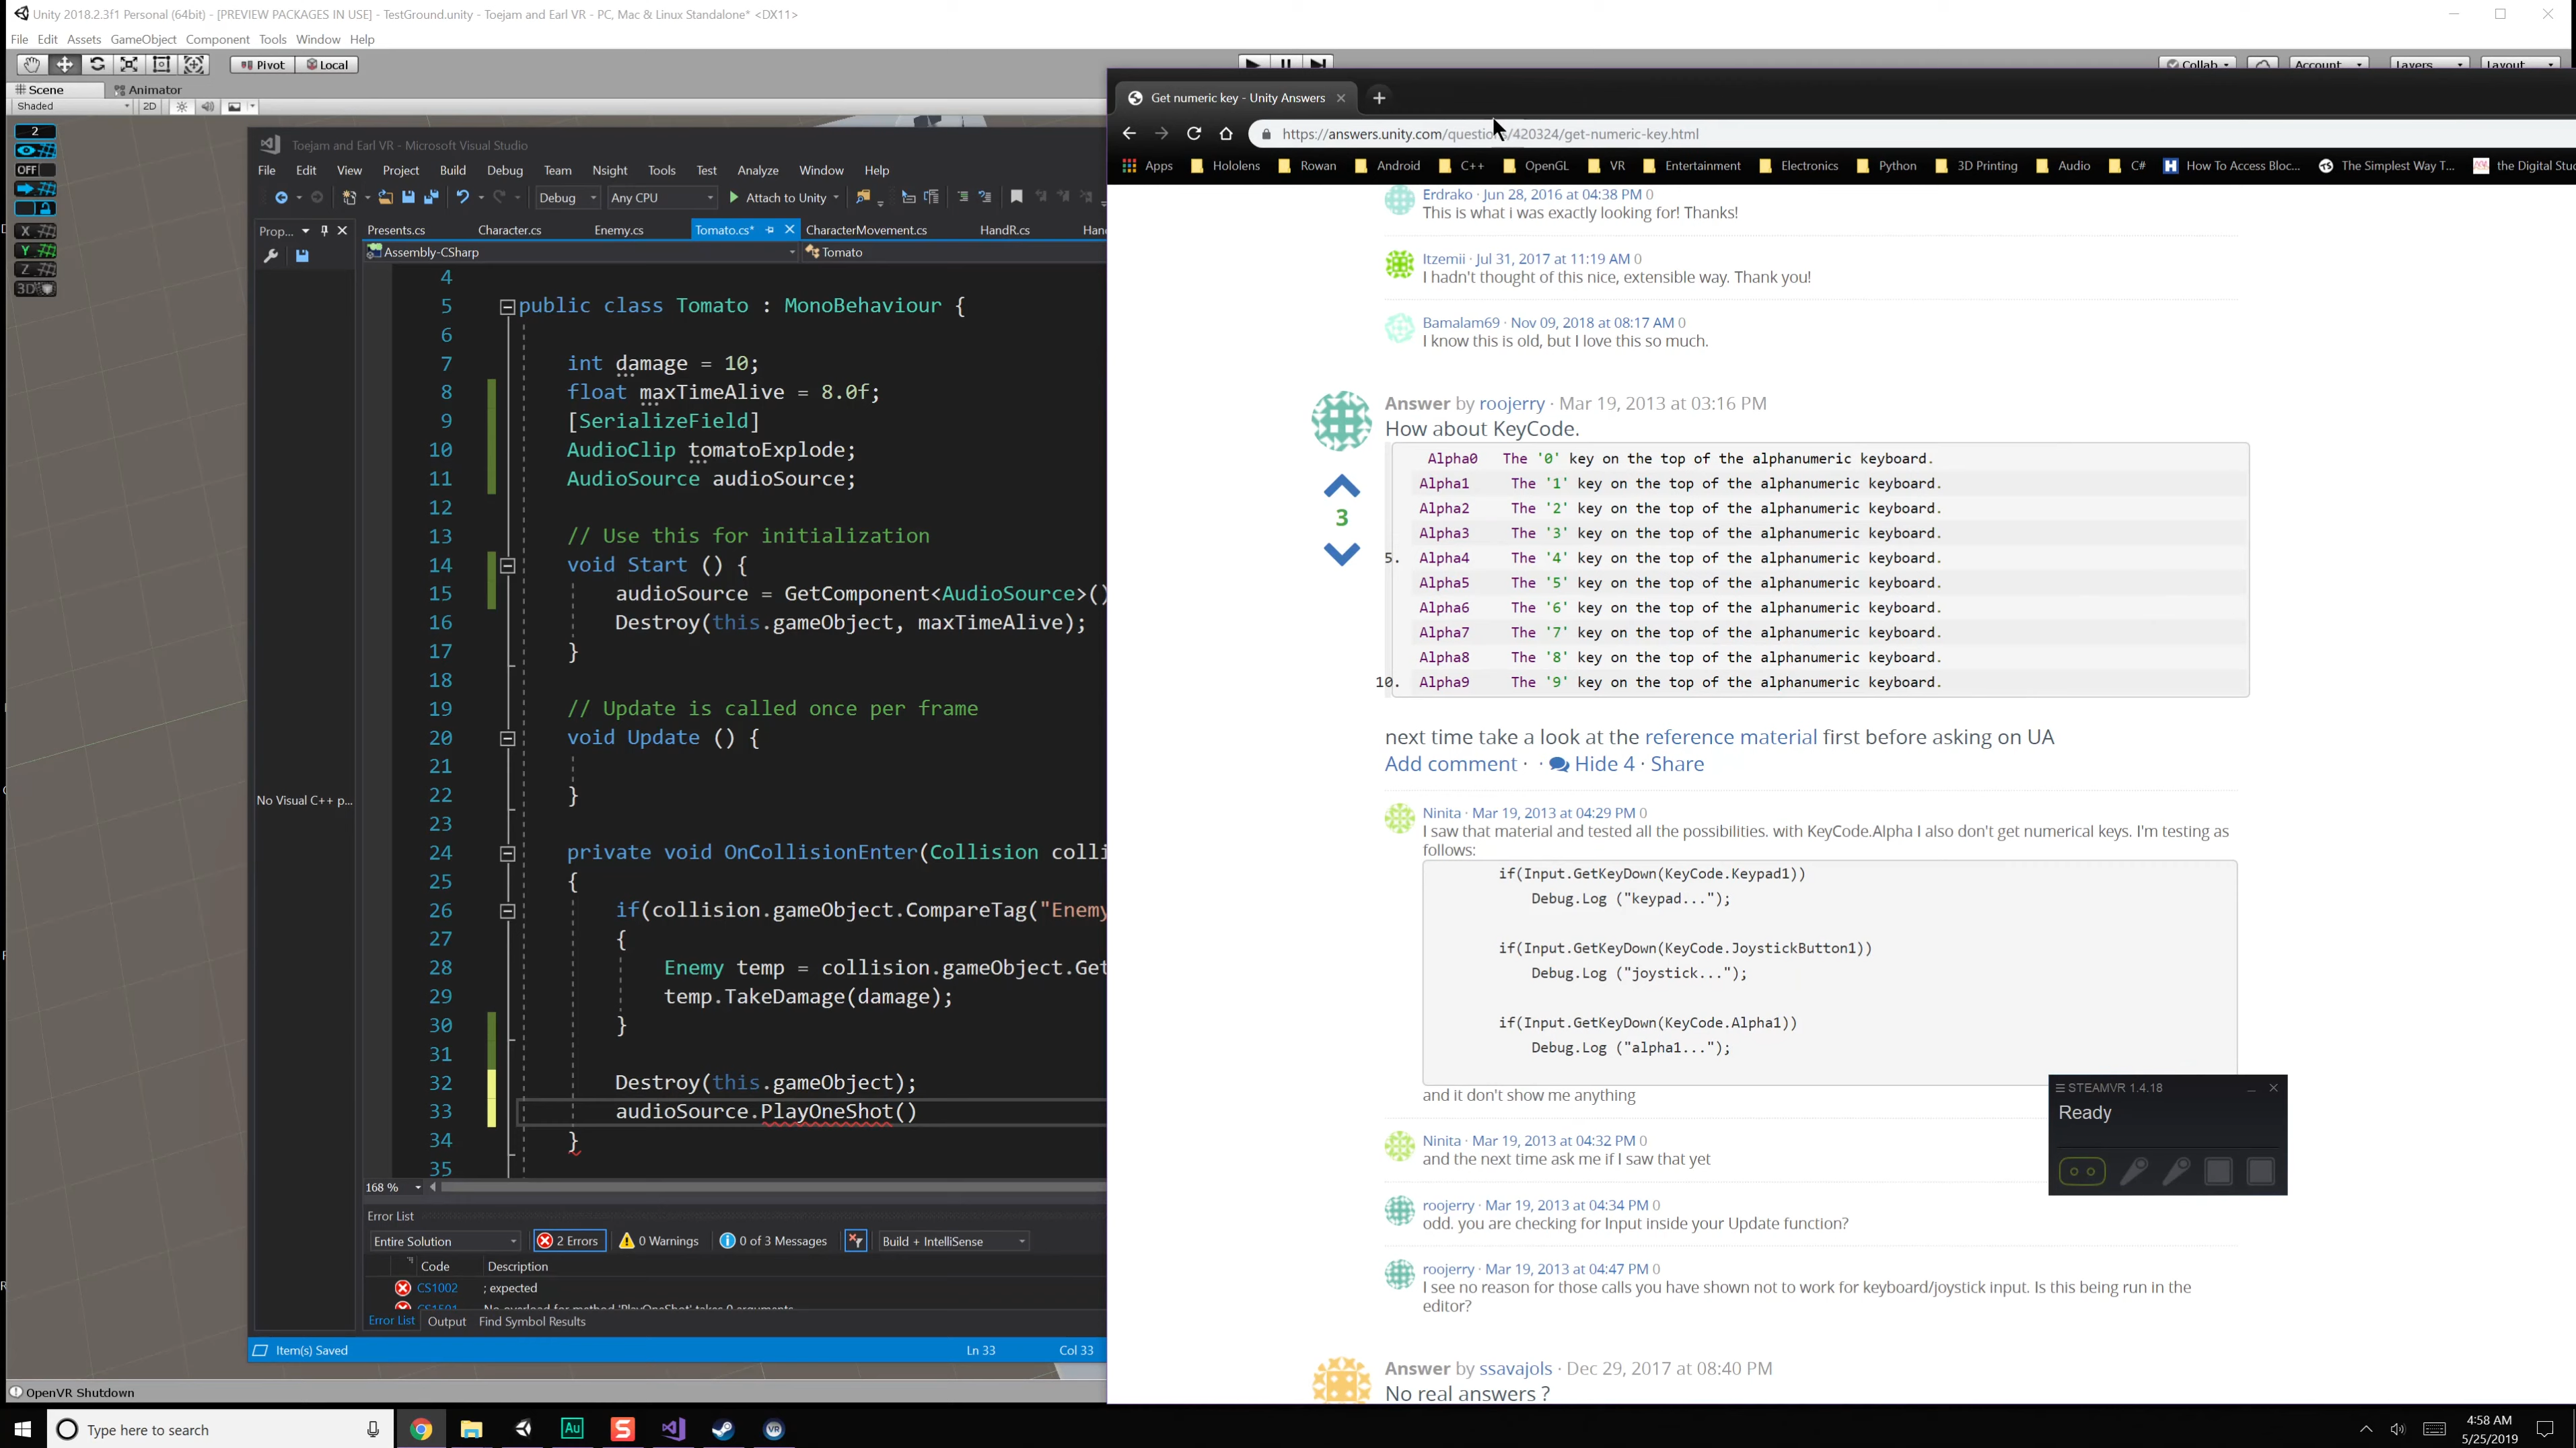 Unity 2018.2.3f1 Personal (64bit) - [PREVIEW PACKAGES IN USE] - TestGround.unity - Toejam and Earl VR - PC, Mac & Linux Standalone* <DX11>
File Edit Assets GameObject Component Tools Window Help
Pivot Local
Collab Account Layers Layout
Scene Animator
Shaded 2D
2
OFF
X
Y
Z
3D
Toejam and Earl VR - Microsoft Visual Studio
File Edit View Project Build Debug Team Nsight Tools Test Analyze Window Help
Debug Any CPU Attach to Unity
Prop... Presents.cs Character.cs Enemy.cs Tomato.cs* CharacterMovement.cs HandR.cs Han
Assembly-CSharp Tomato
No Visual C++ p...
4
5 public class Tomato : MonoBehaviour {
6
7 int damage = 10;
8 float maxTimeAlive = 8.0f;
9 [SerializeField]
10 AudioClip tomatoExplode;
11 AudioSource audioSource;
12
13 // Use this for initialization
14 void Start () {
15 audioSource = GetComponent<AudioSource>()
16 Destroy(this.gameObject, maxTimeAlive);
17 }
18
19 // Update is called once per frame
20 void Update () {
21
22 }
23
24 private void OnCollisionEnter(Collision colli
25 {
26 if(collision.gameObject.CompareTag("Enemy
27 {
28 Enemy temp = collision.gameObject.Get
29 temp.TakeDamage(damage);
30 }
31
32 Destroy(this.gameObject);
33 audioSource.PlayOneShot()
34 }
35
168 %
Error List
Entire Solution 2 Errors 0 Warnings 0 of 3 Messages Build + IntelliSense
Code Description
CS1002 ; expected
CS1501 No overload for method 'PlayOneShot' takes 0 arguments
Error List Output Find Symbol Results
Item(s) Saved Ln 33 Col 33
OpenVR Shutdown
Get numeric key - Unity Answers
https://answers.unity.com/questions/420324/get-numeric-key.html
Apps Hololens Rowan Android C++ OpenGL VR Entertainment Electronics Python 3D Printing Audio C# How To Access Bloc... The Simplest Way T... the Digital Stu
Erdrako · Jun 28, 2016 at 04:38 PM 0
This is what i was exactly looking for! Thanks!
Itzemii · Jul 31, 2017 at 11:19 AM 0
I hadn't thought of this nice, extensible way. Thank you!
Bamalam69 · Nov 09, 2018 at 08:17 AM 0
I know this is old, but I love this so much.
Answer by roojerry · Mar 19, 2013 at 03:16 PM
How about KeyCode.
3
Alpha0 The '0' key on the top of the alphanumeric keyboard.
Alpha1 The '1' key on the top of the alphanumeric keyboard.
Alpha2 The '2' key on the top of the alphanumeric keyboard.
Alpha3 The '3' key on the top of the alphanumeric keyboard.
5. Alpha4 The '4' key on the top of the alphanumeric keyboard.
Alpha5 The '5' key on the top of the alphanumeric keyboard.
Alpha6 The '6' key on the top of the alphanumeric keyboard.
Alpha7 The '7' key on the top of the alphanumeric keyboard.
Alpha8 The '8' key on the top of the alphanumeric keyboard.
10. Alpha9 The '9' key on the top of the alphanumeric keyboard.
next time take a look at the reference material first before asking on UA
Add comment · · Hide 4 · Share
Ninita · Mar 19, 2013 at 04:29 PM 0
I saw that material and tested all the possibilities. with KeyCode.Alpha I also don't get numerical keys. I'm testing as
follows:
if(Input.GetKeyDown(KeyCode.Keypad1))
Debug.Log ("keypad...");
if(Input.GetKeyDown(KeyCode.JoystickButton1))
Debug.Log ("joystick...");
if(Input.GetKeyDown(KeyCode.Alpha1))
Debug.Log ("alpha1...");
and it don't show me anything
Ninita · Mar 19, 2013 at 04:32 PM 0
and the next time ask me if I saw that yet
roojerry · Mar 19, 2013 at 04:34 PM 0
odd. you are checking for Input inside your Update function?
roojerry · Mar 19, 2013 at 04:47 PM 0
I see no reason for those calls you have shown not to work for keyboard/joystick input. Is this being run in the
editor?
Answer by ssavajols · Dec 29, 2017 at 08:40 PM
No real answers ?
STEAMVR 1.4.18
Ready
Type here to search
4:58 AM
5/25/2019